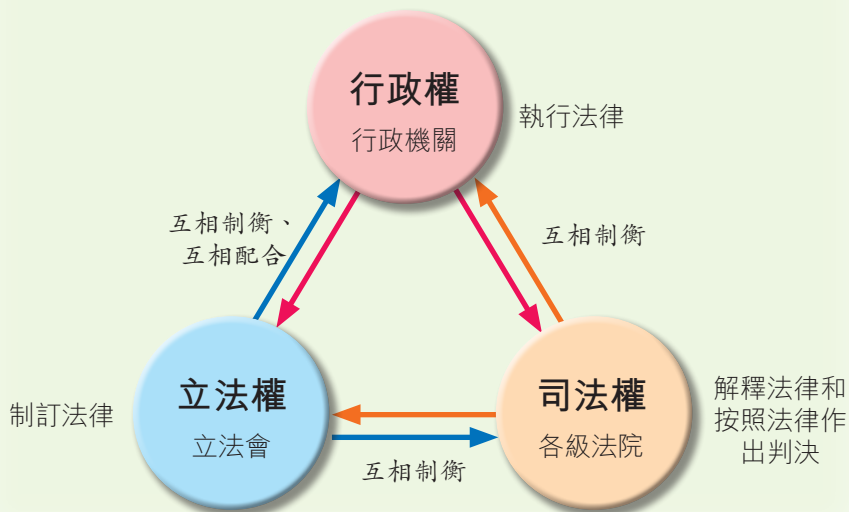 行政權
行政機關
執行法律
互相制衡、
互相配合
互相制衡
立法權
立法會
制訂法律
司法權
各級法院
解釋法律和
按照法律作
出判決
互相制衡